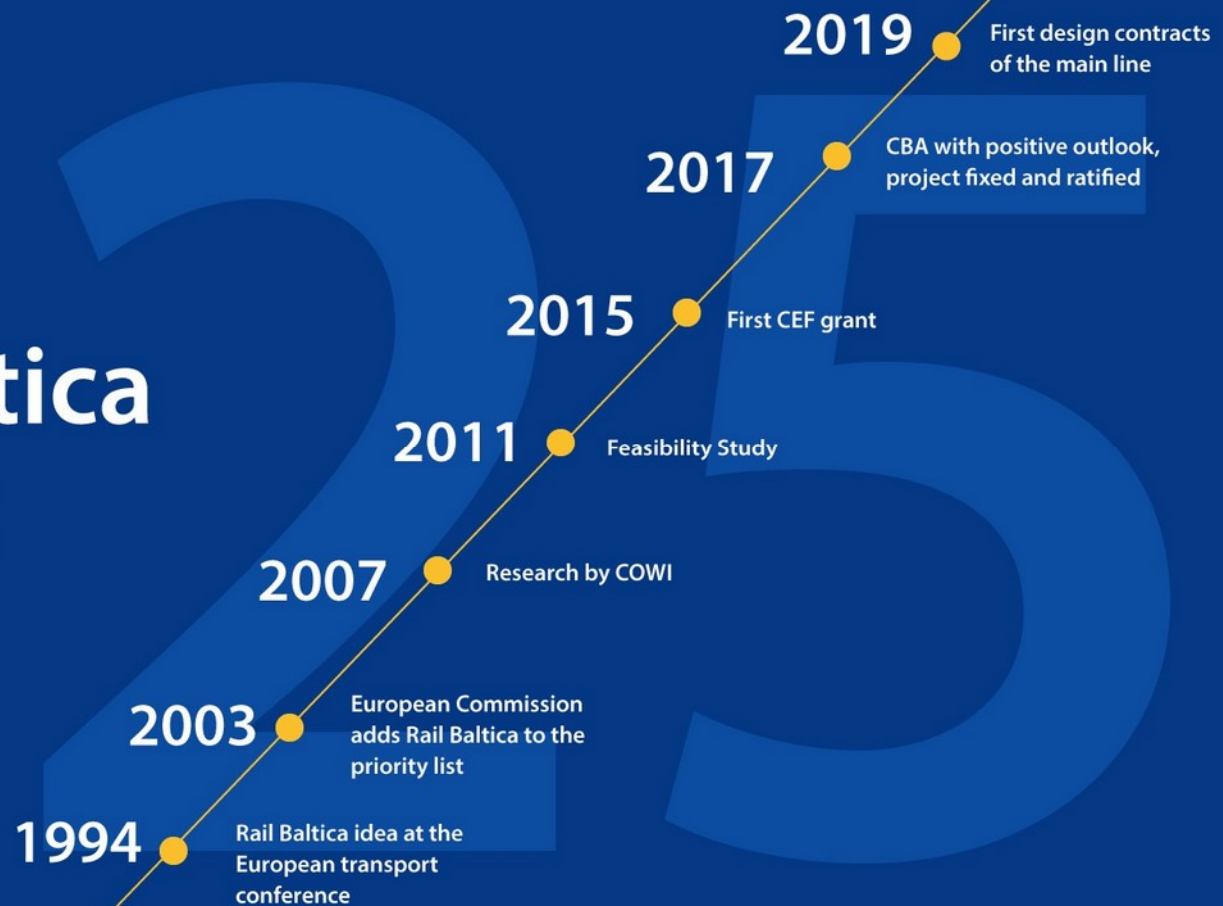 2019
First design contracts
of the main line
2017
CBA with positive outlook,
project fixed and ratified
25
2015
First CEF grant
tica
2011
Feasibility Study
2007
Research by COWI
2003
European Commission
adds Rail Baltica to the
priority list
1994
Rail Baltica idea at the
European transport
conference